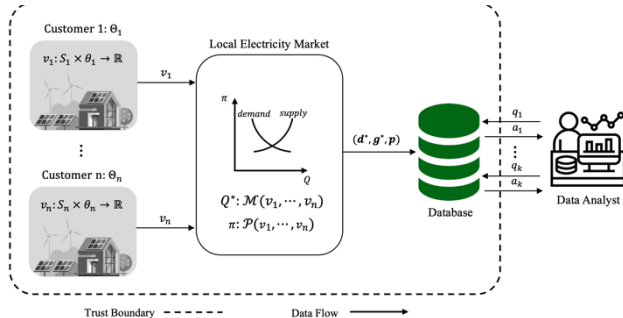 Customer 1: Θ₁
v₁: S₁ × θ₁ → ℝ
v₁
⋮
Customer n: Θₙ
vₙ: Sₙ × θₙ → ℝ
vₙ
Local Electricity Market
π
demand supply
Q
Q*: ℳ(v₁, ⋯, vₙ)
π: 𝒫(v₁, ⋯, vₙ)
(d*, g*, p)
Database
q₁
a₁
⋮
qₖ
aₖ
Data Analyst
Trust Boundary
Data Flow